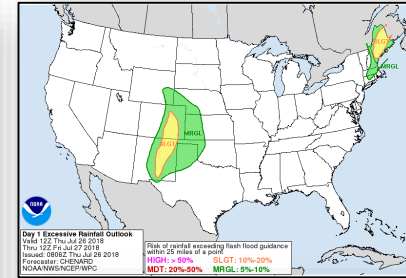 SLGT
MRGL
MRGL
SLGT
NOAA
Day 1 Excessive Rainfall Outlook
Valid 12Z Thu Jul 26 2018
Thru 12Z Fri Jul 27 2018
Issued: 0806Z Thu Jul 26 2018
Forecaster: CHENARD
NOAA/NWS/NCEP/WPC
Risk of rainfall exceeding flash flood guidance
within 25 miles of a point
HIGH: > 50% SLGT: 10%-20%
MDT: 20%-50% MRGL: 5%-10%